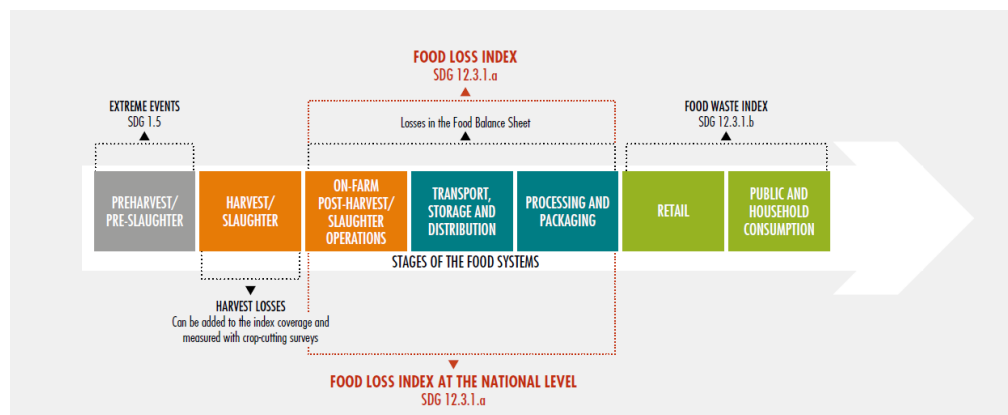 FOOD LOSS INDEX
SDG 12.3.1.a
EXTREME EVENTS
SDG 1.5
Losses in the Food Balance Sheet
FOOD WASTE INDEX
SDG 12.3.1.b
PREHARVEST/
PRE-SLAUGHTER
HARVEST/
SLAUGHTER
ON-FARM
POST-HARVEST/
SLAUGHTER
OPERATIONS
TRANSPORT,
STORAGE AND
DISTRIBUTION
PROCESSING AND
PACKAGING
RETAIL
PUBLIC AND
HOUSEHOLD
CONSUMPTION
STAGES OF THE FOOD SYSTEMS
HARVEST LOSSES
Can be added to the index coverage and
measured with crop-cutting surveys
FOOD LOSS INDEX AT THE NATIONAL LEVEL
SDG 12.3.1.a